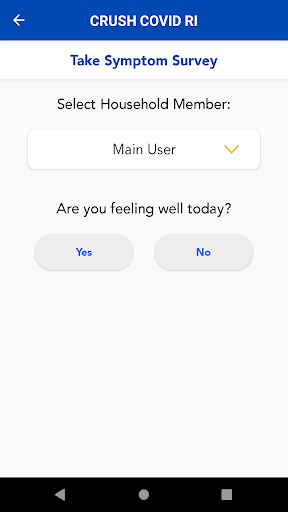 CRUSH COVID RI
Take Symptom Survey
Select Household Member:
Main User
Are you feeling well today?
Yes
No